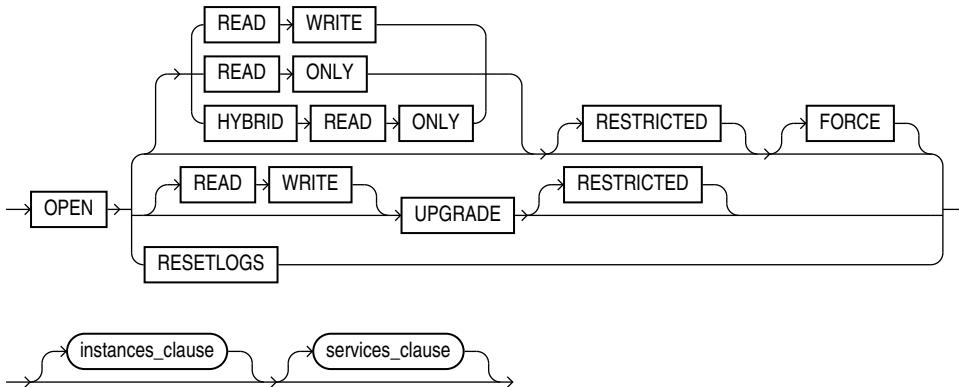 READ WRITE
READ ONLY
HYBRID READ ONLY
RESTRICTED FORCE
READ WRITE RESTRICTED
OPEN UPGRADE
RESETLOGS
instances_clause services_clause